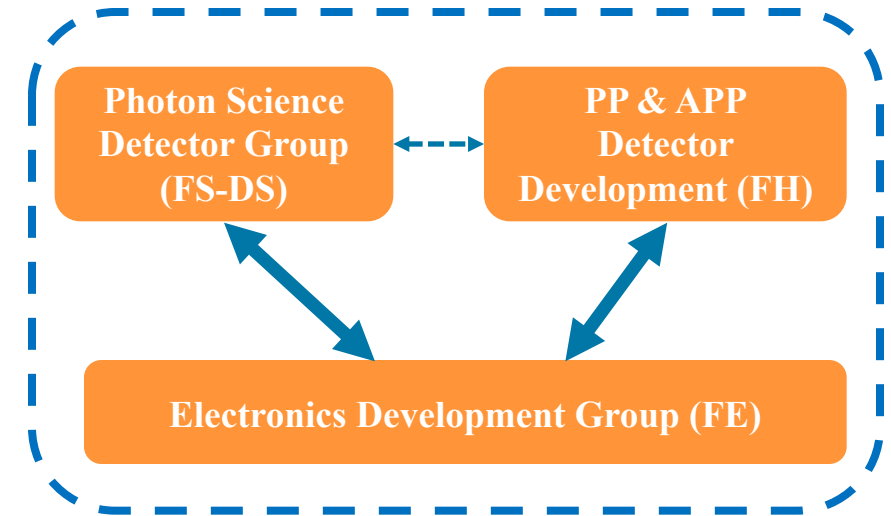 Photon Science
Detector Group
(FS-DS)
PP & APP
Detector
Development (FH)
Electronics Development Group (FE)